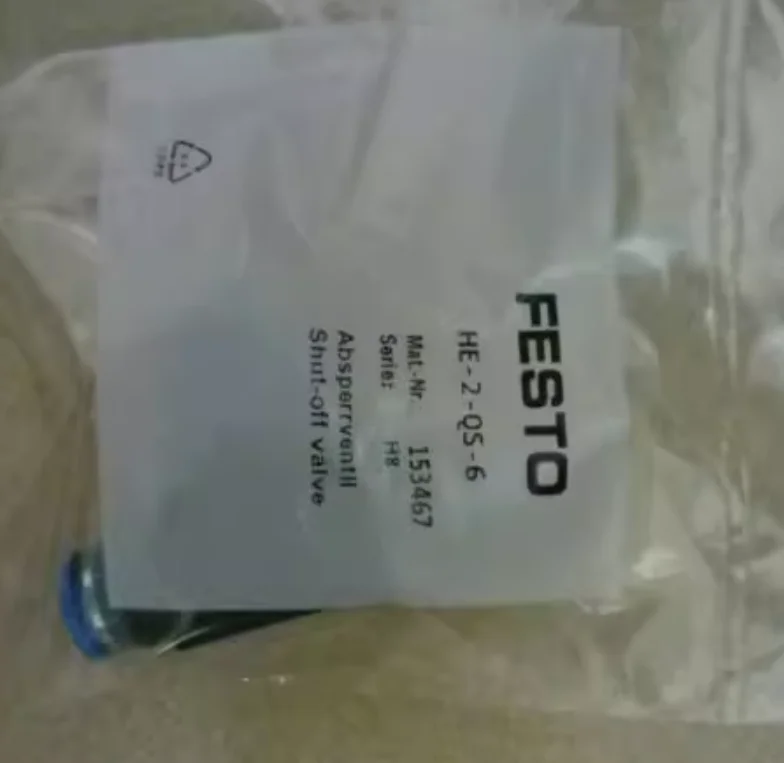 FESTO
HE-2-QS-6
Mat.-Nr. 153467
Serie: H8
Absperrventil
Shut-off valve